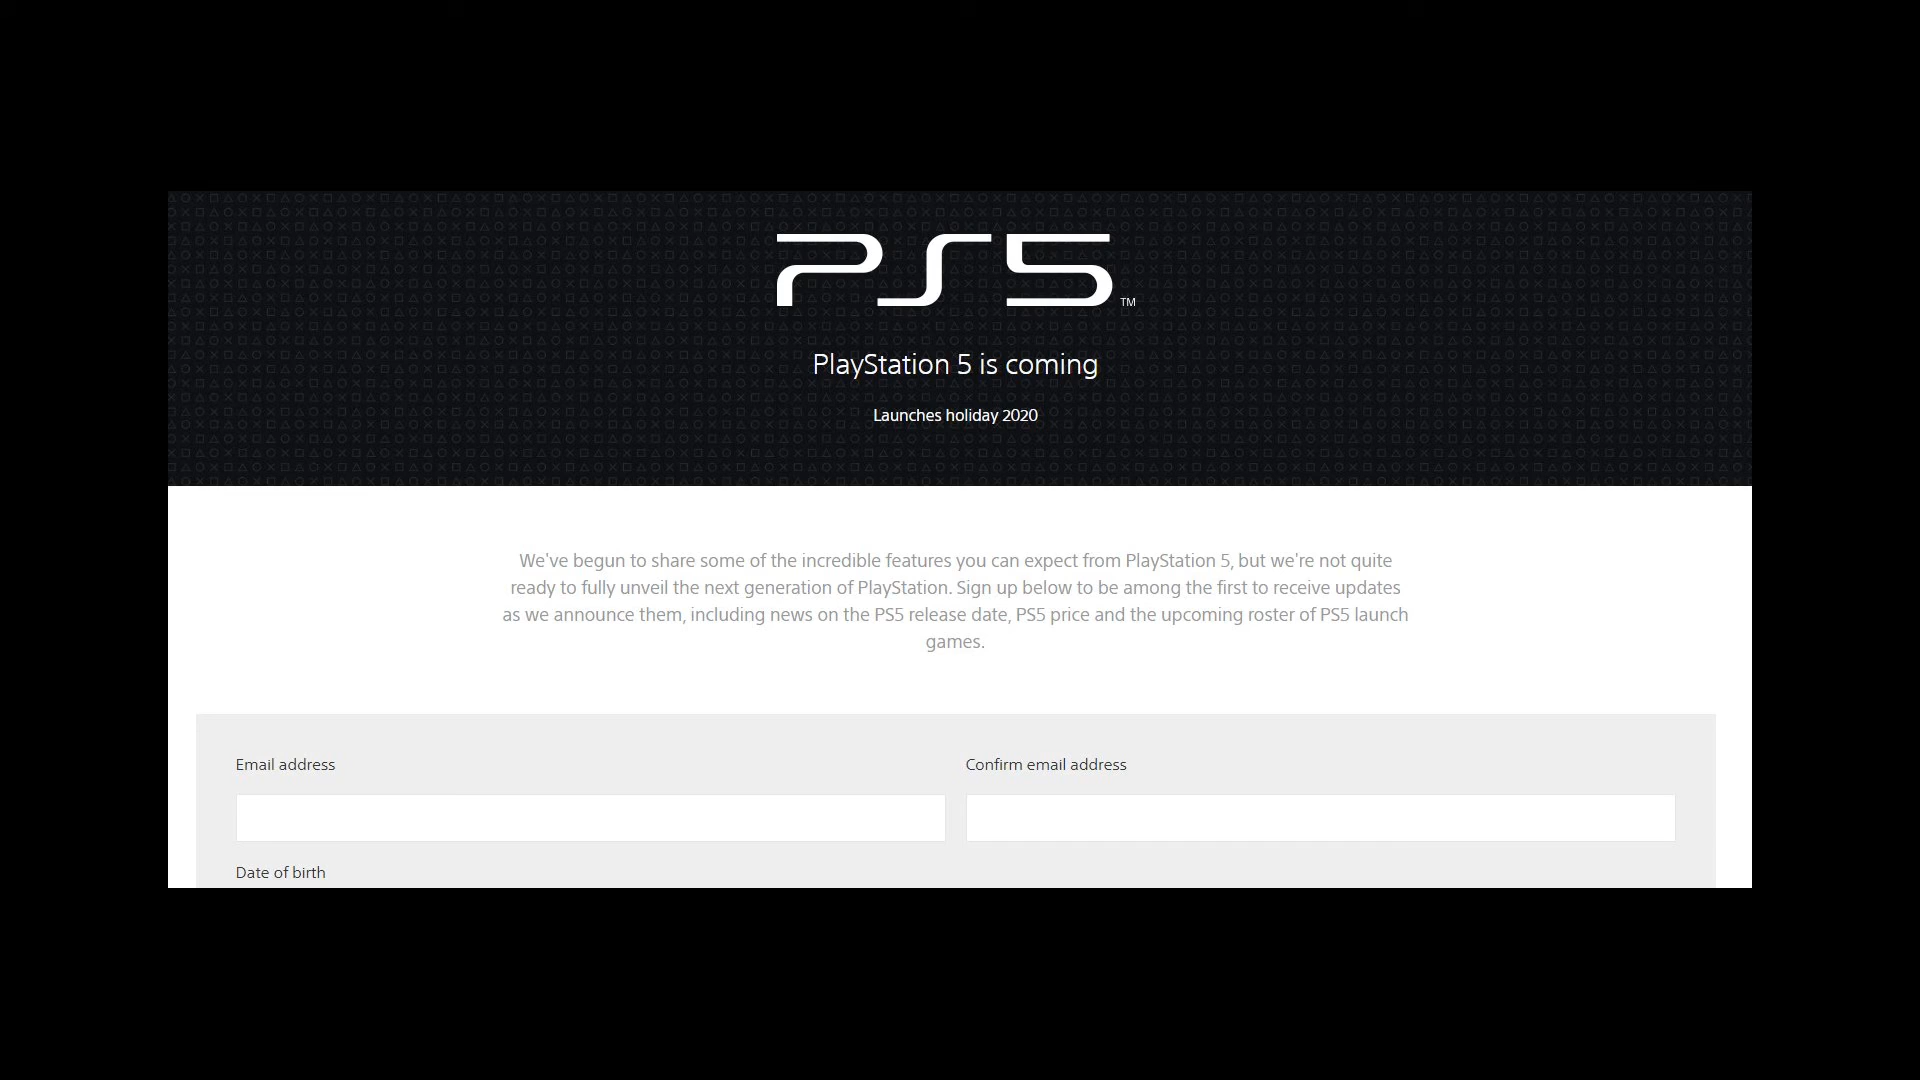 PS5™
PlayStation 5 is coming
Launches holiday 2020
We've begun to share some of the incredible features you can expect from PlayStation 5, but we're not quite
ready to fully unveil the next generation of PlayStation. Sign up below to be among the first to receive updates
as we announce them, including news on the PS5 release date, PS5 price and the upcoming roster of PS5 launch
games.
Email address
Confirm email address
Date of birth